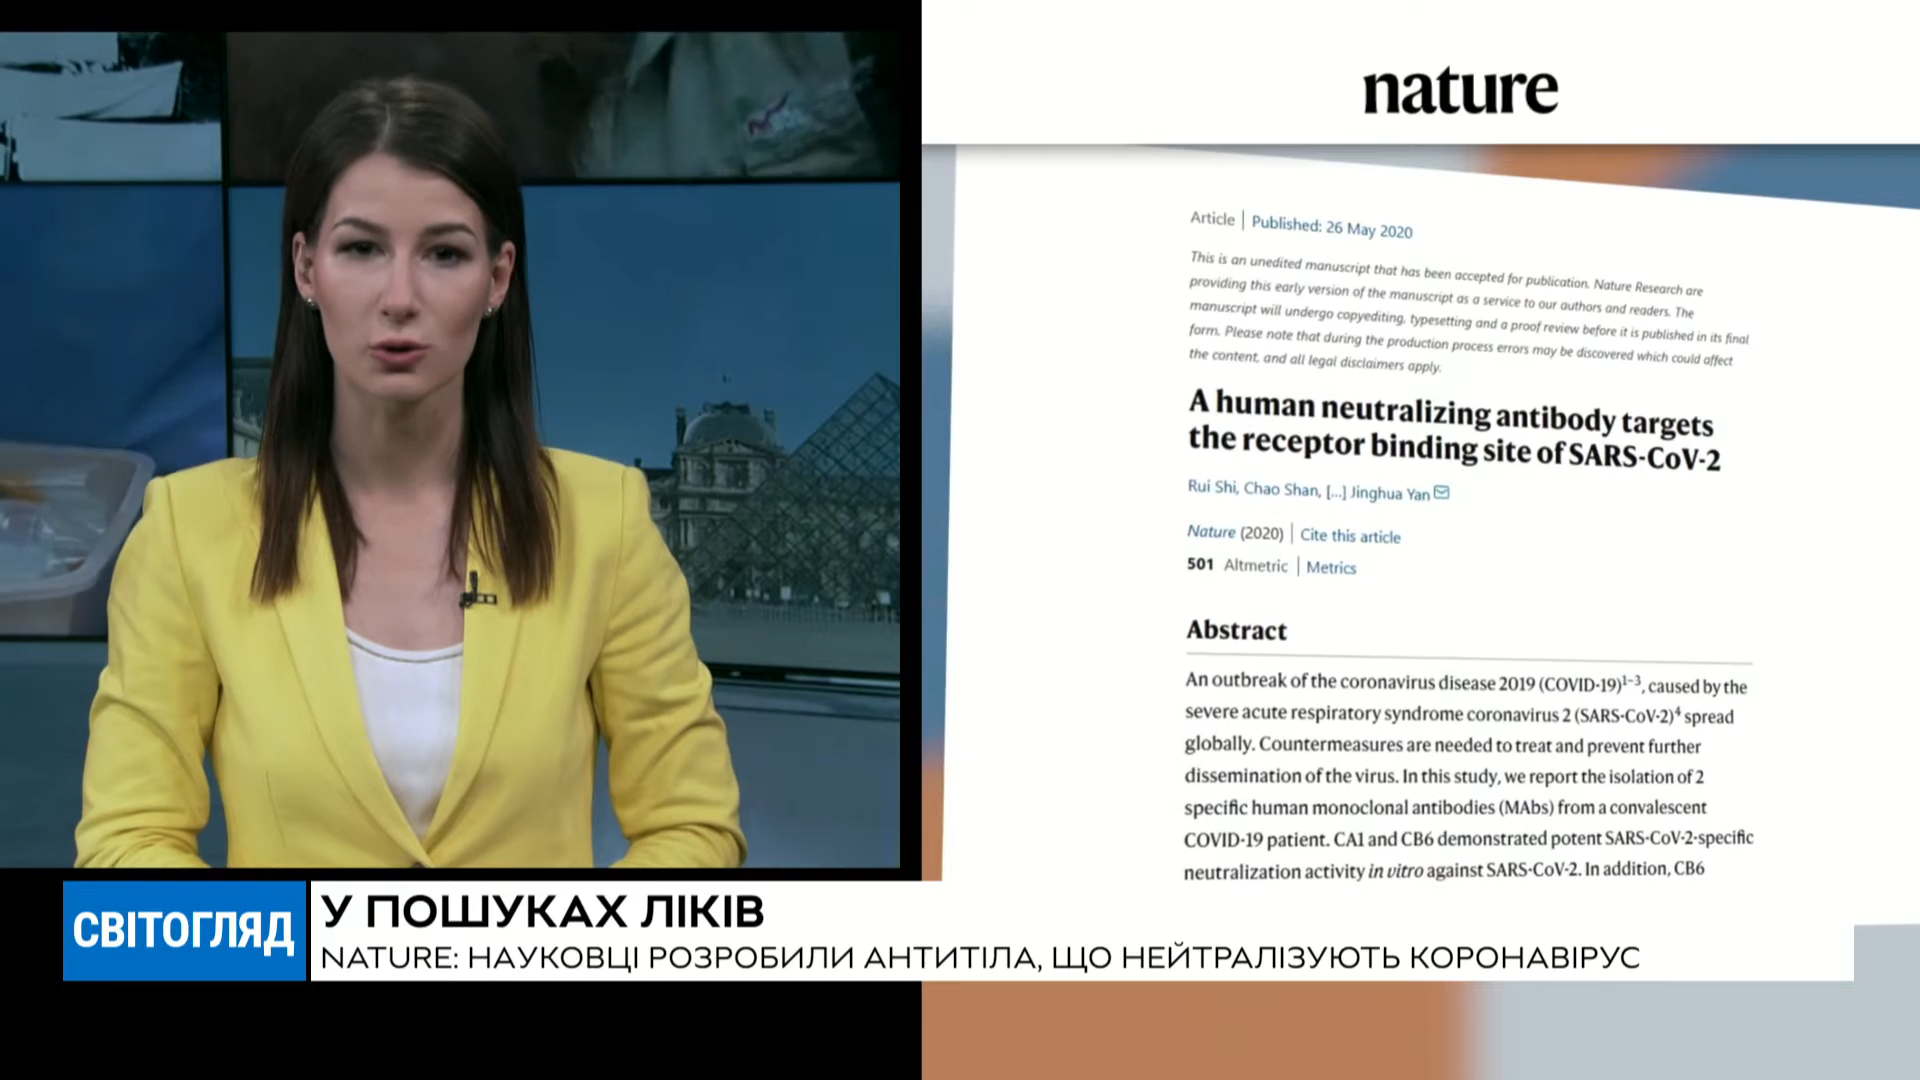 nature
Article | Published: 26 May 2020
This is an unedited manuscript that has been accepted for publication. Nature Research are
providing this early version of the manuscript as a service to our authors and readers. The
manuscript will undergo copyediting, typesetting and a proof review before it is published in its final
form. Please note that during the production process errors may be discovered which could affect
the content, and all legal disclaimers apply.
A human neutralizing antibody targets
the receptor binding site of SARS-CoV-2
Rui Shi, Chao Shan, [...] Jinghua Yan
Nature (2020) | Cite this article
501 Altmetric | Metrics
Abstract
An outbreak of the coronavirus disease 2019 (COVID-19)1–3, caused by the
severe acute respiratory syndrome coronavirus 2 (SARS-CoV-2)4 spread
globally. Countermeasures are needed to treat and prevent further
dissemination of the virus. In this study, we report the isolation of 2
specific human monoclonal antibodies (MAbs) from a convalescent
COVID-19 patient. CA1 and CB6 demonstrated potent SARS-CoV-2-specific
neutralization activity in vitro against SARS-CoV-2. In addition, CB6
СВІТОГЛЯД
У ПОШУКАХ ЛІКІВ
NATURE: НАУКОВЦІ РОЗРОБИЛИ АНТИТІЛА, ЩО НЕЙТРАЛІЗУЮТЬ КОРОНАВІРУС